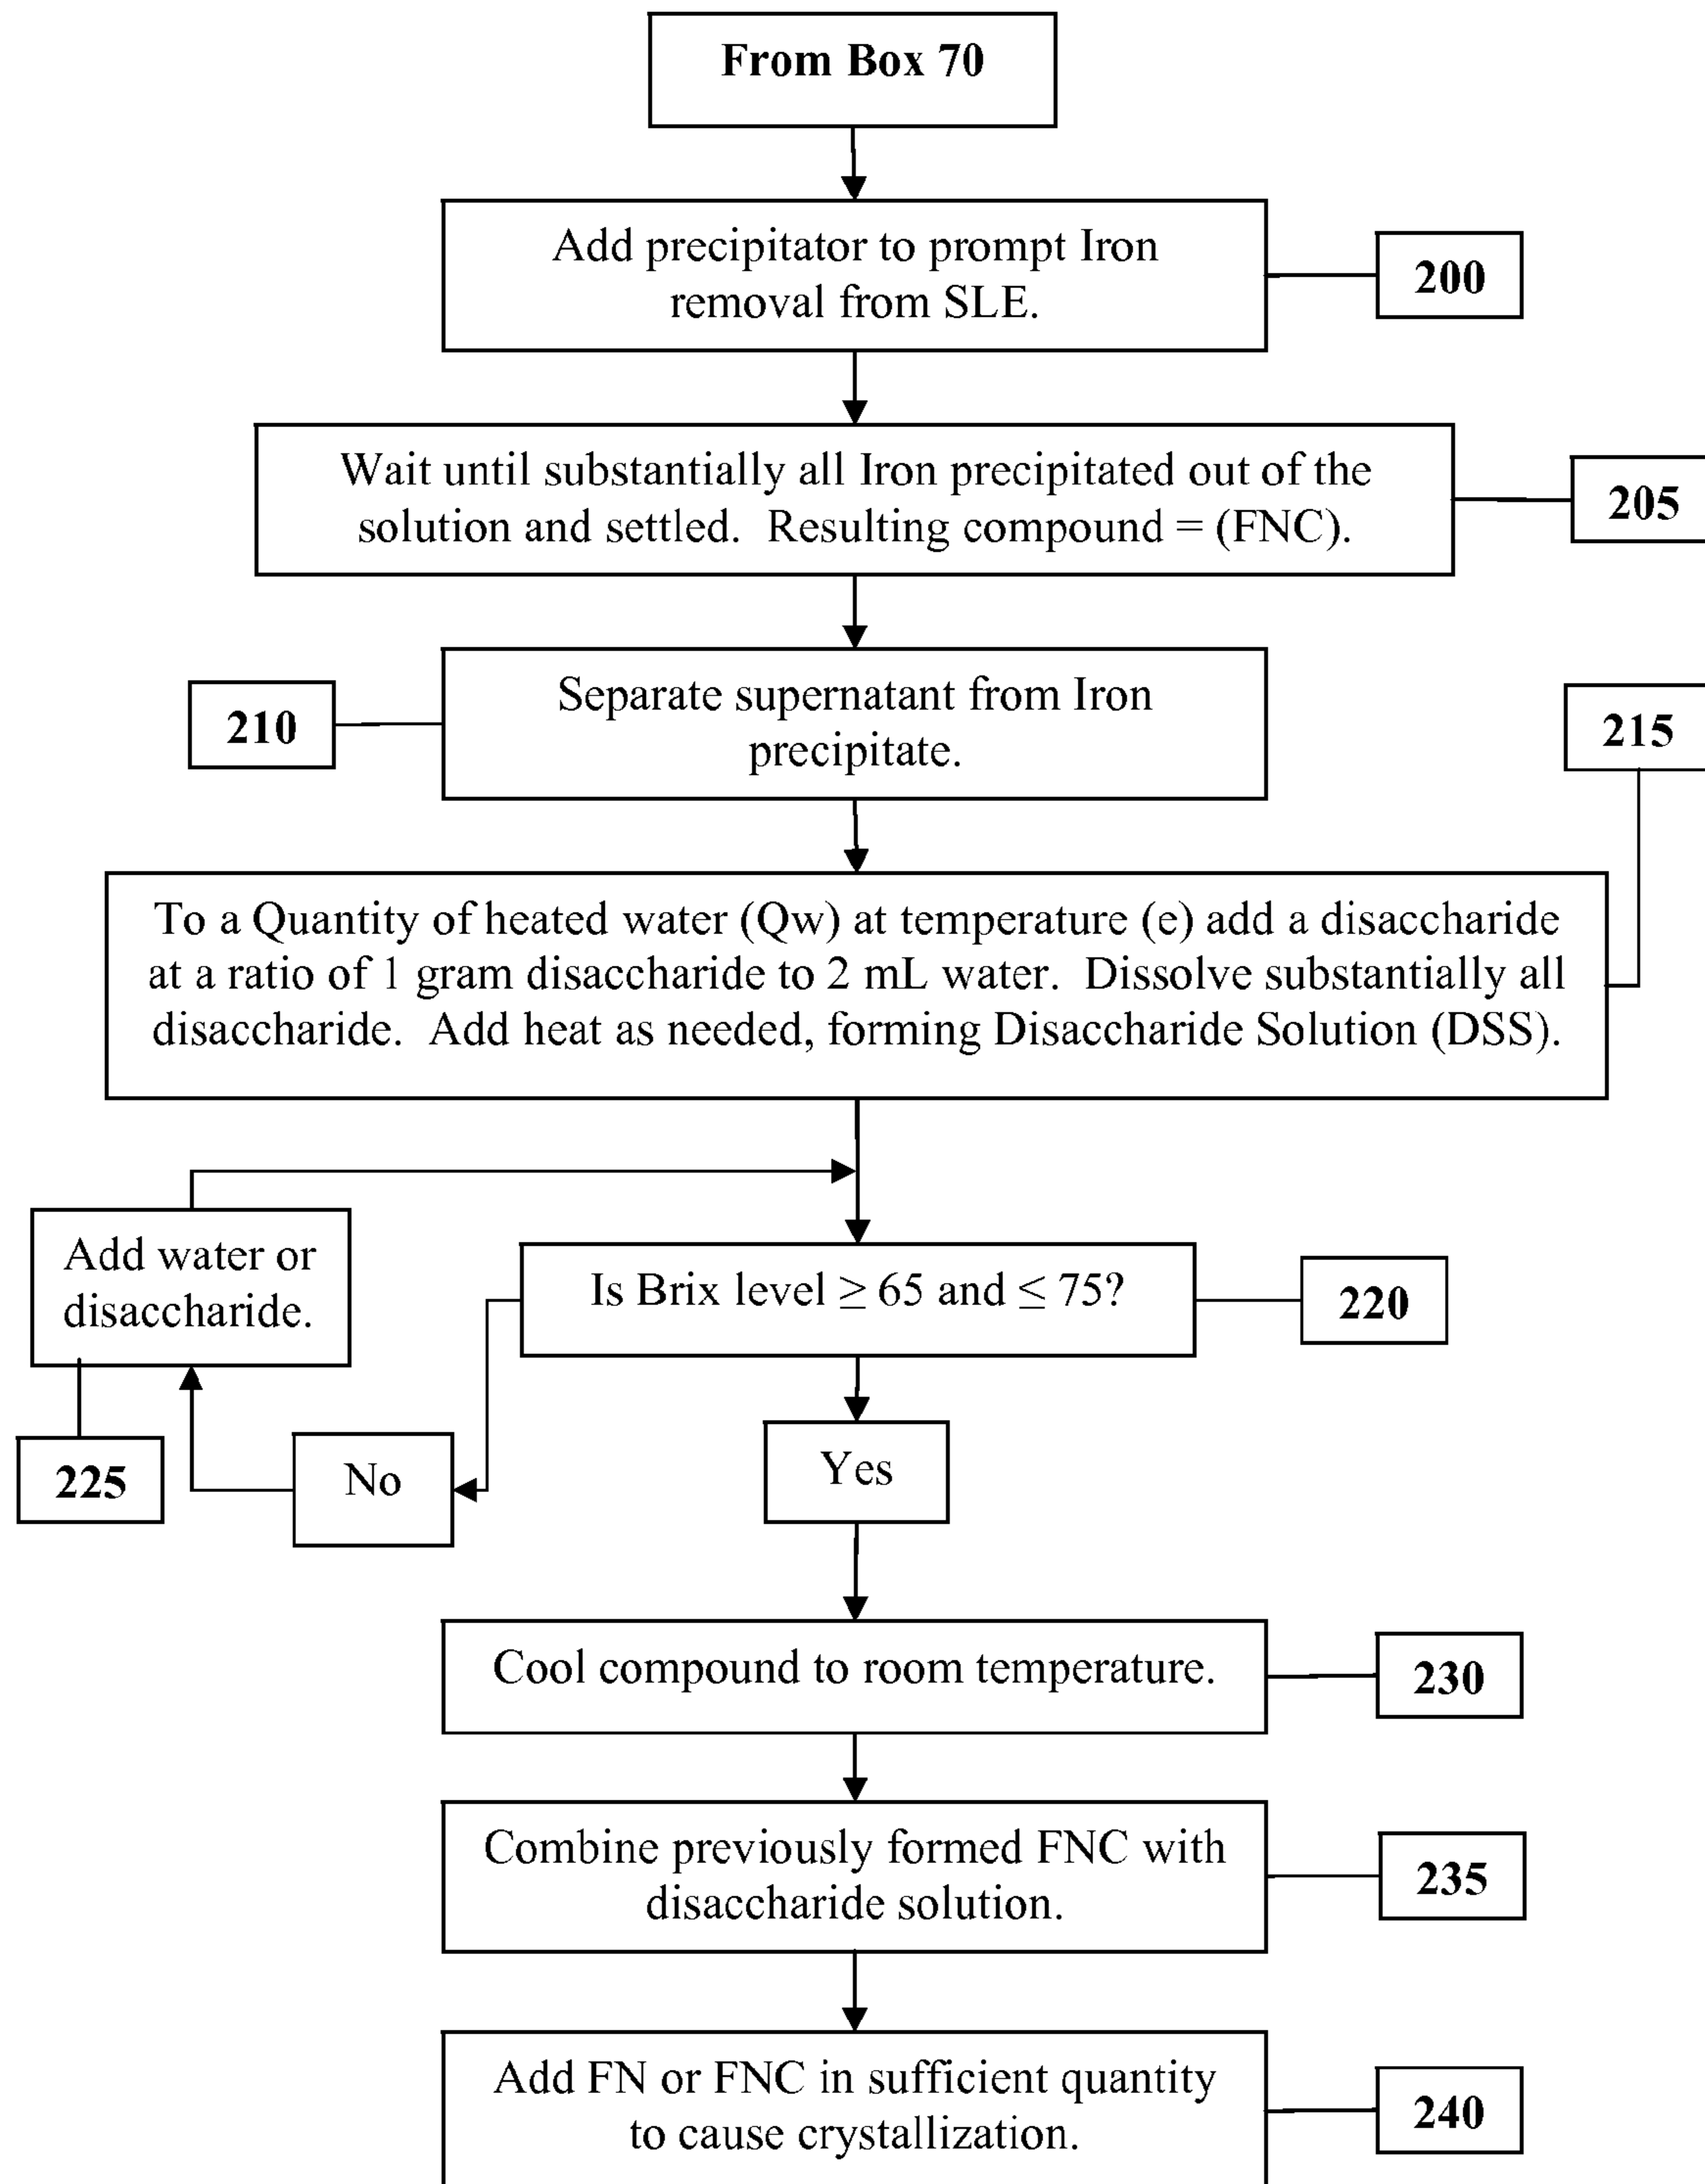 From Box 70
Add precipitator to prompt Iron
removal from SLE.
200
Wait until substantially all Iron precipitated out of the
solution and settled.  Resulting compound = (FNC).
205
Separate supernatant from Iron
precipitate.
210
215
To a Quantity of heated water (Qw) at temperature (e) add a disaccharide
at a ratio of 1 gram disaccharide to 2 mL water.  Dissolve substantially all
disaccharide.  Add heat as needed, forming Disaccharide Solution (DSS).
Add water or
disaccharide.
Is Brix level ≥ 65 and ≤ 75?
220
225
No
Yes
Cool compound to room temperature.
230
Combine previously formed FNC with
disaccharide solution.
235
Add FN or FNC in sufficient quantity
to cause crystallization.
240